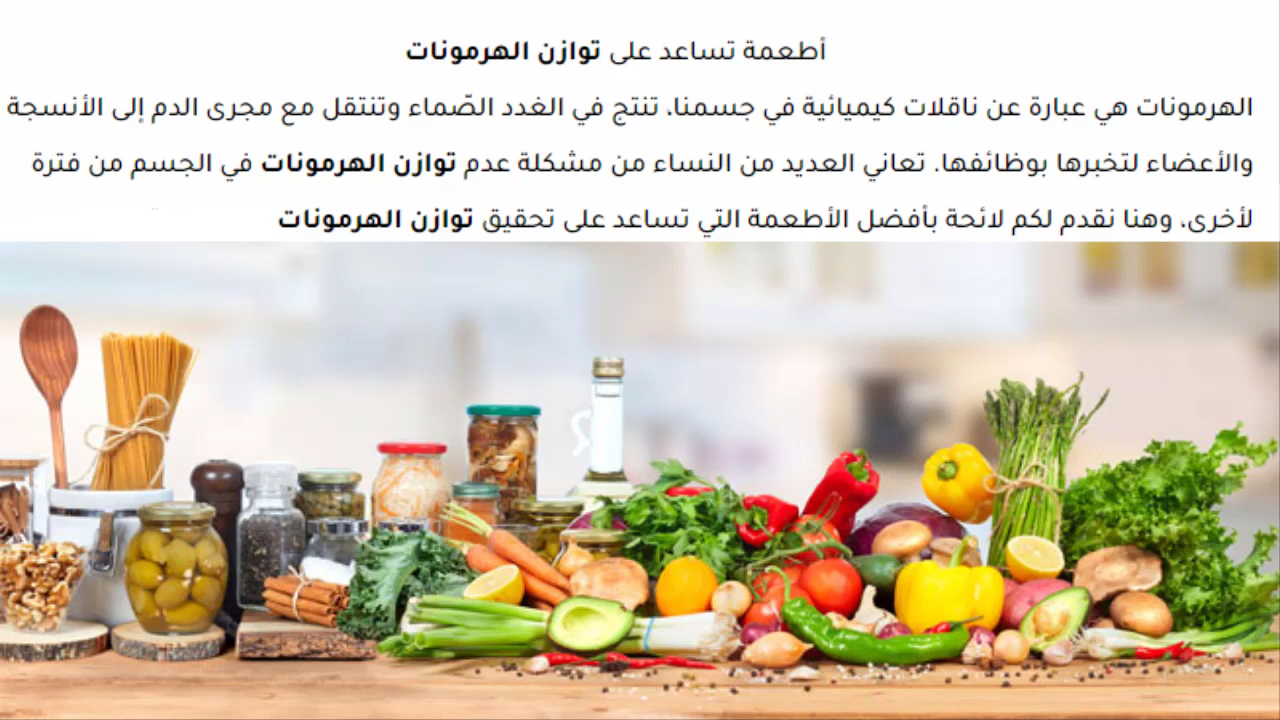 أطعمة تساعد على توازن الهرمونات
الهرمونات هي عبارة عن ناقلات كيميائية في جسمنا، تنتج في الغدد الصّماء وتنتقل مع مجرى الدم إلى الأنسجة
والأعضاء لتخبرها بوظائفها. تعاني العديد من النساء من مشكلة عدم توازن الهرمونات في الجسم من فترة
لأخرى، وهنا نقدم لكم لائحة بأفضل الأطعمة التي تساعد على تحقيق توازن الهرمونات